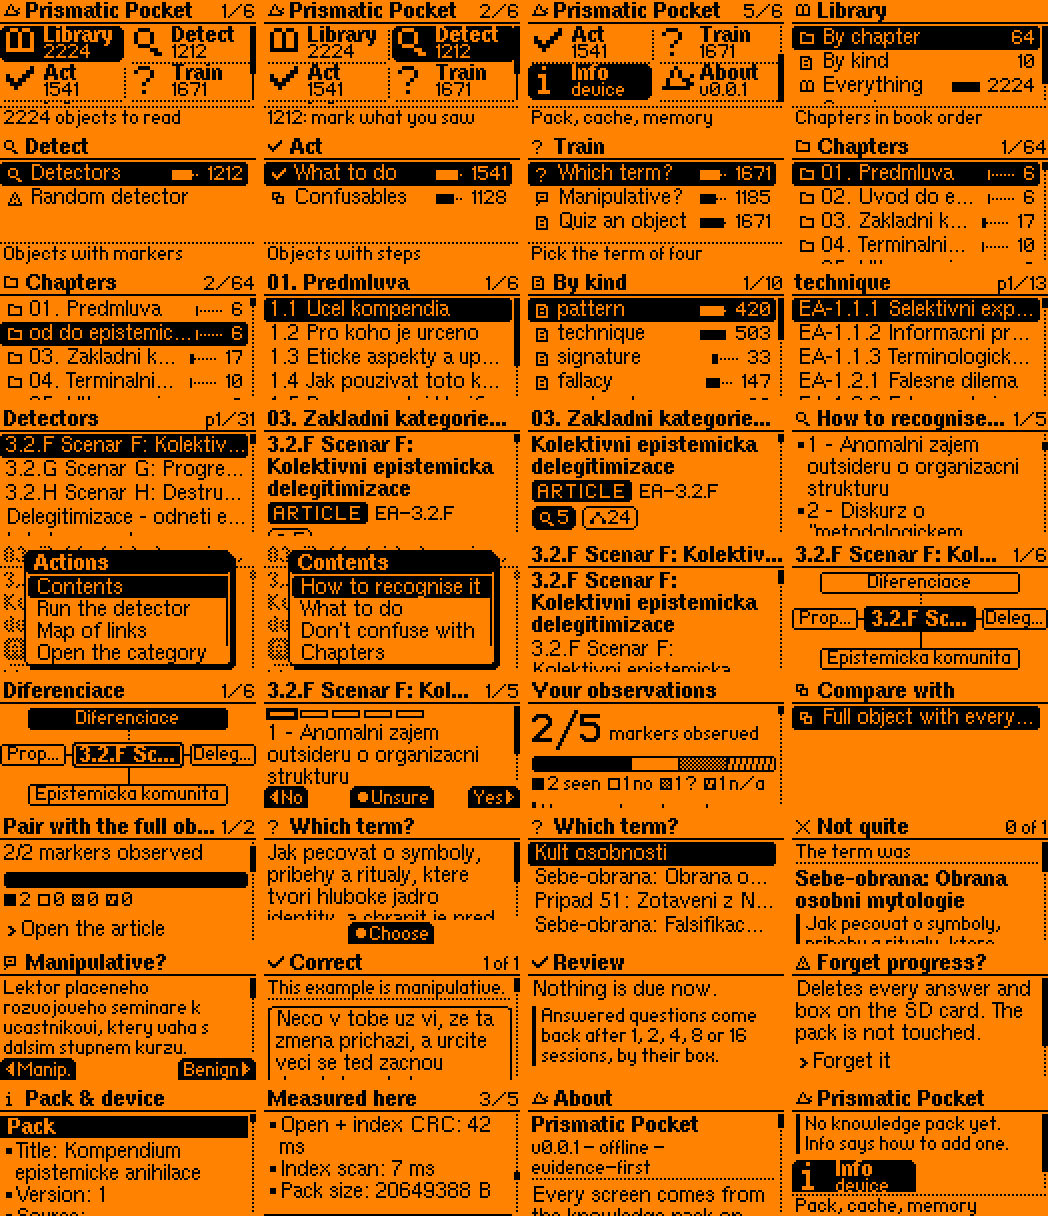 Prismatic Pocket 1/6
Library
2224
Detect
1212
Act
1541
Train
1671
2224 objects to read
Prismatic Pocket 2/6
Library
2224
Detect
1212
Act
1541
Train
1671
1212: mark what you saw
Prismatic Pocket 5/6
Act
1541
Train
1671
Info
device
About
v0.0.1
Pack, cache, memory
Library
By chapter 64
By kind 10
Everything 2224
Chapters in book order
Detect
Detectors 1212
Random detector
Objects with markers
Act
What to do 1541
Confusables 1128
Objects with steps
Train
Which term? 1671
Manipulative? 1185
Quiz an object 1671
Pick the term of four
Chapters 1/64
01. Predmluva 6
02. Uvod do e... 6
03. Zakladni k... 17
04. Terminalni... 10
Chapters 2/64
01. Predmluva 6
od do epistemic... 6
03. Zakladni k... 17
04. Terminalni... 10
01. Predmluva 1/6
1.1 Ucel kompendia
1.2 Pro koho je urceno
1.3 Eticke aspekty a up...
1.4 Jak pouzivat toto k...
By kind 1/10
pattern 420
technique 503
signature 33
fallacy 147
technique p1/13
EA-1.1.1 Selektivni exp...
EA-1.1.2 Informacni pr...
EA-1.1.3 Terminologick...
EA-1.2.1 Falesne dilema
Detectors p1/31
3.2.F Scenar F: Kolektiv...
3.2.G Scenar G: Progre...
3.2.H Scenar H: Destru...
Delegitimizace - odneti e...
03. Zakladni kategorie...
3.2.F Scenar F:
Kolektivni epistemicka
delegitimizace
ARTICLE EA-3.2.F
03. Zakladni kategorie...
Kolektivni epistemicka
delegitimizace
ARTICLE EA-3.2.F
5 24
How to recognise... 1/5
1 - Anomalni zajem
outsideru o organizacni
strukturu
2 - Diskurz o
"metodologickem
Actions
Contents
Run the detector
Map of links
Open the category
Contents
How to recognise it
What to do
Don't confuse with
Chapters
3.2.F Scenar F: Kolektiv...
3.2.F Scenar F:
Kolektivni epistemicka
delegitimizace
3.2.F Scenar F:
Kolektivni epistemicka
3.2.F Scenar F: Kol... 1/6
Diferenciace
Prop... 3.2.F Sc... Deleg...
Epistemicka komunita
Diferenciace 1/6
Diferenciace
Prop... 3.2.F Sc... Deleg...
Epistemicka komunita
3.2.F Scenar F: Kol... 1/5
1 - Anomalni zajem
outsideru o organizacni
strukturu
No Unsure Yes
Your observations
2/5 markers observed
2 seen 1 no 1 ? 1 n/a
Compare with
Full object with every...
Pair with the full ob... 1/2
2/2 markers observed
2 0 0 0
Open the article
Which term?
Jak pecovat o symboly,
pribehy a ritualy, ktere
tvori hluboke jadro
identity, a chranit je pred
Choose
Which term?
Kult osobnosti
Sebe-obrana: Obrana o...
Pripad 51: Zotaveni z N...
Sebe-obrana: Falsifikac...
Not quite 0 of 1
The term was
Sebe-obrana: Obrana
osobni mytologie
Jak pecovat o symboly,
pribehy a ritualy, ktere
Manipulative?
Lektor placeneho
rozvojoveho seminare k
ucastnikovi, ktery vaha s
dalsim stupnem kurzu.
Manip. Benign
Correct 1 of 1
This example is manipulative.
Neco v tobe uz vi, ze ta
zmena prichazi, a urcite
veci se ted zacnou
Review
Nothing is due now.
Answered questions come
back after 1, 2, 4, 8 or 16
sessions, by their box.
Forget progress?
Deletes every answer and
box on the SD card. The
pack is not touched.
Forget it
Pack & device
Pack
Title: Kompendium
epistemicke anihilace
Version: 1
Source:
Measured here 3/5
Open + index CRC: 42
ms
Index scan: 7 ms
Pack size: 20649388 B
About
Prismatic Pocket
v0.0.1 - offline -
evidence-first
Every screen comes from
the knowledge pack on
Prismatic Pocket
No knowledge pack yet.
Info says how to add one.
Info
device
Pack, cache, memory